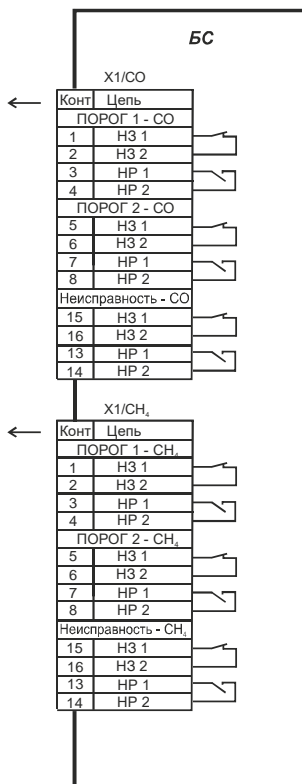 БС
X1/CO
Конт Цепь
ПОРОГ 1 - CO
1 НЗ 1
2 НЗ 2
3 НР 1
4 НР 2
ПОРОГ 2 - CO
5 НЗ 1
6 НЗ 2
7 НР 1
8 НР 2
Неисправность - CO
15 НЗ 1
16 НЗ 2
13 НР 1
14 НР 2
X1/CH₄
Конт Цепь
ПОРОГ 1 - CH₄
1 НЗ 1
2 НЗ 2
3 НР 1
4 НР 2
ПОРОГ 2 - CH₄
5 НЗ 1
6 НЗ 2
7 НР 1
8 НР 2
Неисправность - CH₄
15 НЗ 1
16 НЗ 2
13 НР 1
14 НР 2